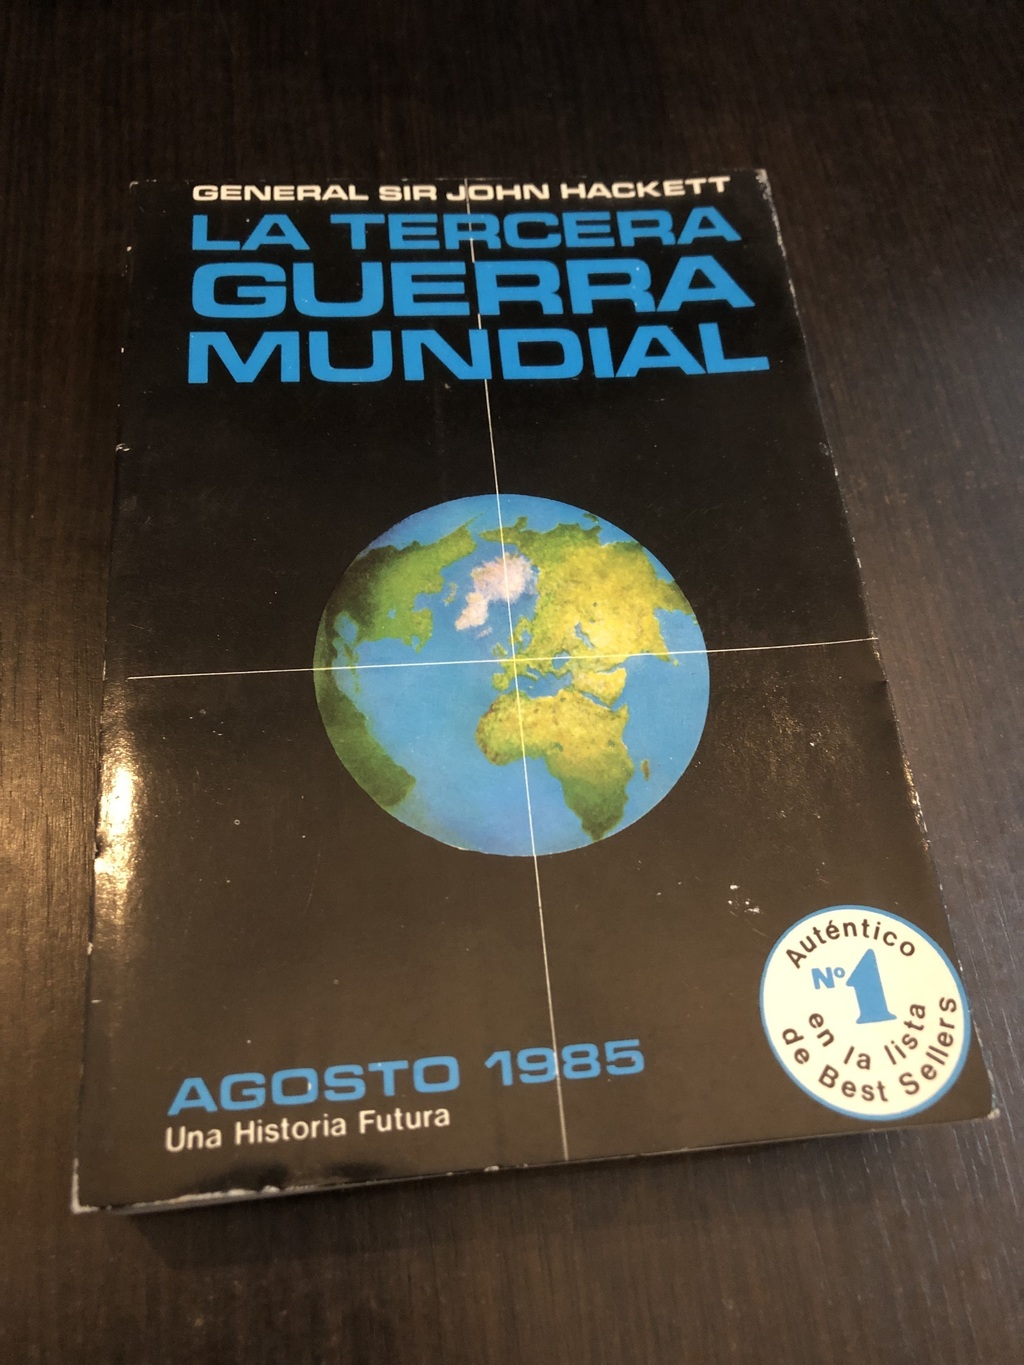 GENERAL SIR JOHN HACKETT
LA TERCERA
GUERRA
MUNDIAL
Auténtico
Nº 1
en la lista
de Best Sellers
AGOSTO 1985
Una Historia Futura